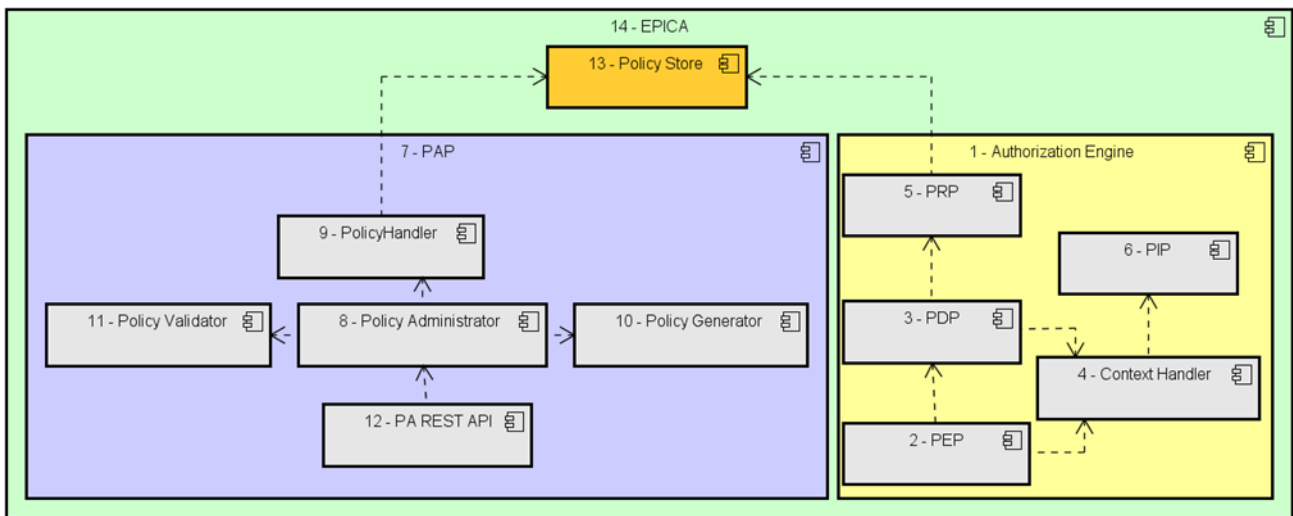 14 - EPICA
13 - Policy Store
7 - PAP
1 - Authorization Engine
5 - PRP
9 - PolicyHandler
6 - PIP
11 - Policy Validator
8 - Policy Administrator
10 - Policy Generator
3 - PDP
4 - Context Handler
12 - PA REST API
2 - PEP